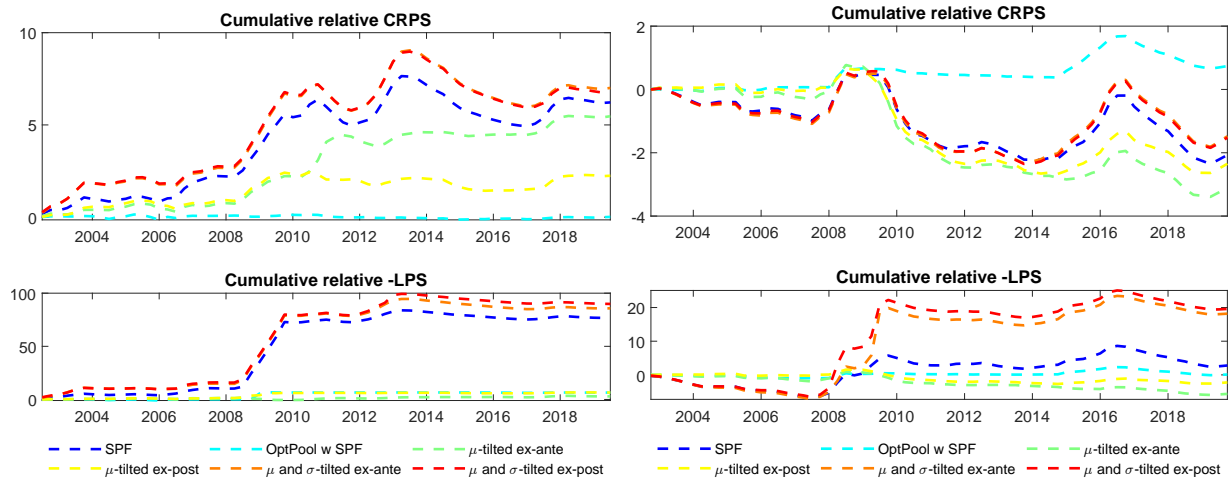 Cumulative relative CRPS
10
5
0
2004 2006 2008 2010 2012 2014 2016 2018
Cumulative relative -LPS
100
50
0
2004 2006 2008 2010 2012 2014 2016 2018
SPF OptPool w SPF μ-tilted ex-ante
μ-tilted ex-post μ and σ-tilted ex-ante μ and σ-tilted ex-post
Cumulative relative CRPS
2
0
-2
-4
2004 2006 2008 2010 2012 2014 2016 2018
Cumulative relative -LPS
20
10
0
2004 2006 2008 2010 2012 2014 2016 2018
SPF OptPool w SPF μ-tilted ex-ante
μ-tilted ex-post μ and σ-tilted ex-ante μ and σ-tilted ex-post